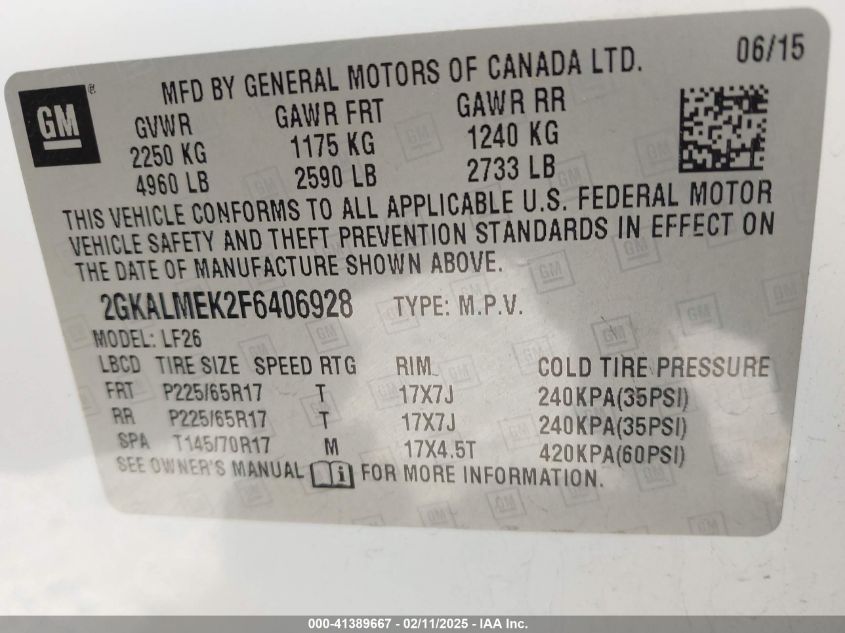 06/15
MFD BY GENERAL MOTORS OF CANADA LTD.
GM®
GVWR GAWR FRT GAWR RR
2250 KG 1175 KG 1240 KG
4960 LB 2590 LB 2733 LB
THIS VEHICLE CONFORMS TO ALL APPLICABLE U.S. FEDERAL MOTOR
VEHICLE SAFETY AND THEFT PREVENTION STANDARDS IN EFFECT ON
THE DATE OF MANUFACTURE SHOWN ABOVE.
2GKALMEK2F6406928 TYPE: M.P.V.
MODEL: LF26
LBCD TIRE SIZE SPEED RTG RIM COLD TIRE PRESSURE
FRT P225/65R17 T 17X7J 240KPA(35PSI)
RR P225/65R17 T 17X7J 240KPA(35PSI)
SPA T145/70R17 M 17X4.5T 420KPA(60PSI)
SEE OWNER'S MANUAL i FOR MORE INFORMATION.
000-41389667 - 02/11/2025 - IAA Inc.